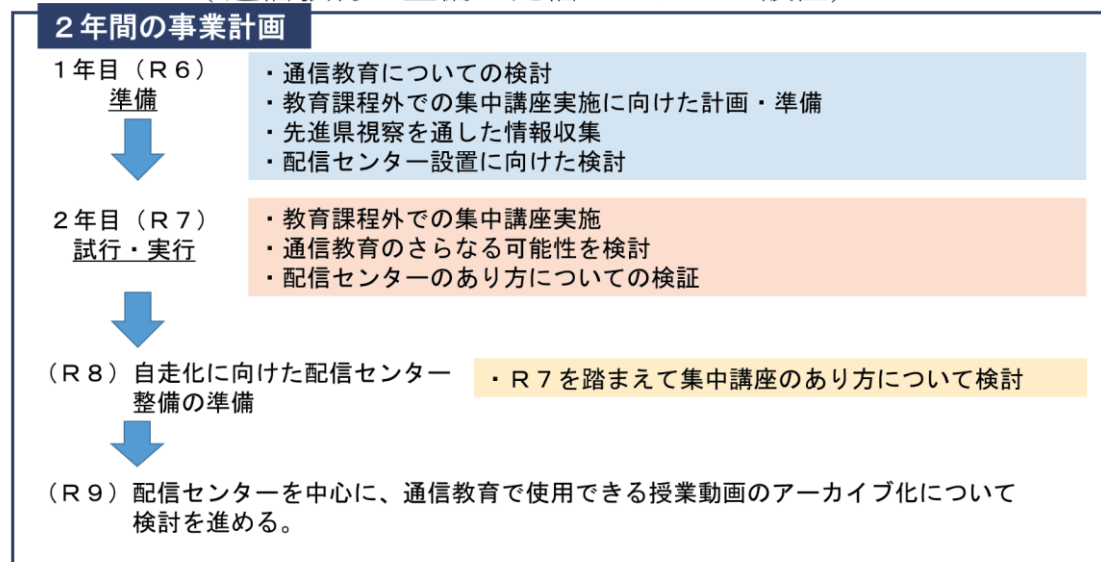 ２年間の事業計画
１年目（Ｒ６）
準備
・通信教育についての検討
・教育課程外での集中講座実施に向けた計画・準備
・先進県視察を通した情報収集
・配信センター設置に向けた検討
２年目（Ｒ７）
試行・実行
・教育課程外での集中講座実施
・通信教育のさらなる可能性を検討
・配信センターのあり方についての検証
（Ｒ８）自走化に向けた配信センター
整備の準備
・Ｒ７を踏まえて集中講座のあり方について検討
（Ｒ９）配信センターを中心に、通信教育で使用できる授業動画のアーカイブ化について
検討を進める。